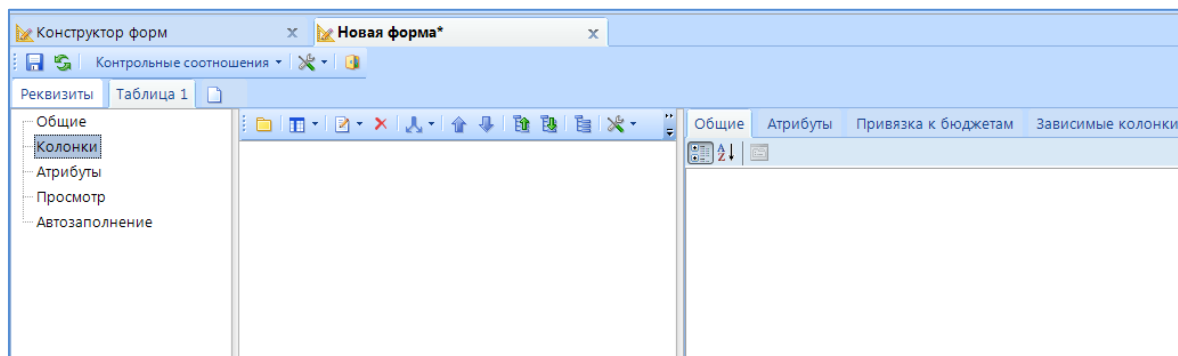 Конструктор форм x Новая форма* x
Контрольные соотношения
Реквизиты Таблица 1
Общие
Колонки
Атрибуты
Просмотр
Автозаполнение
Общие Атрибуты Привязка к бюджетам Зависимые колонки